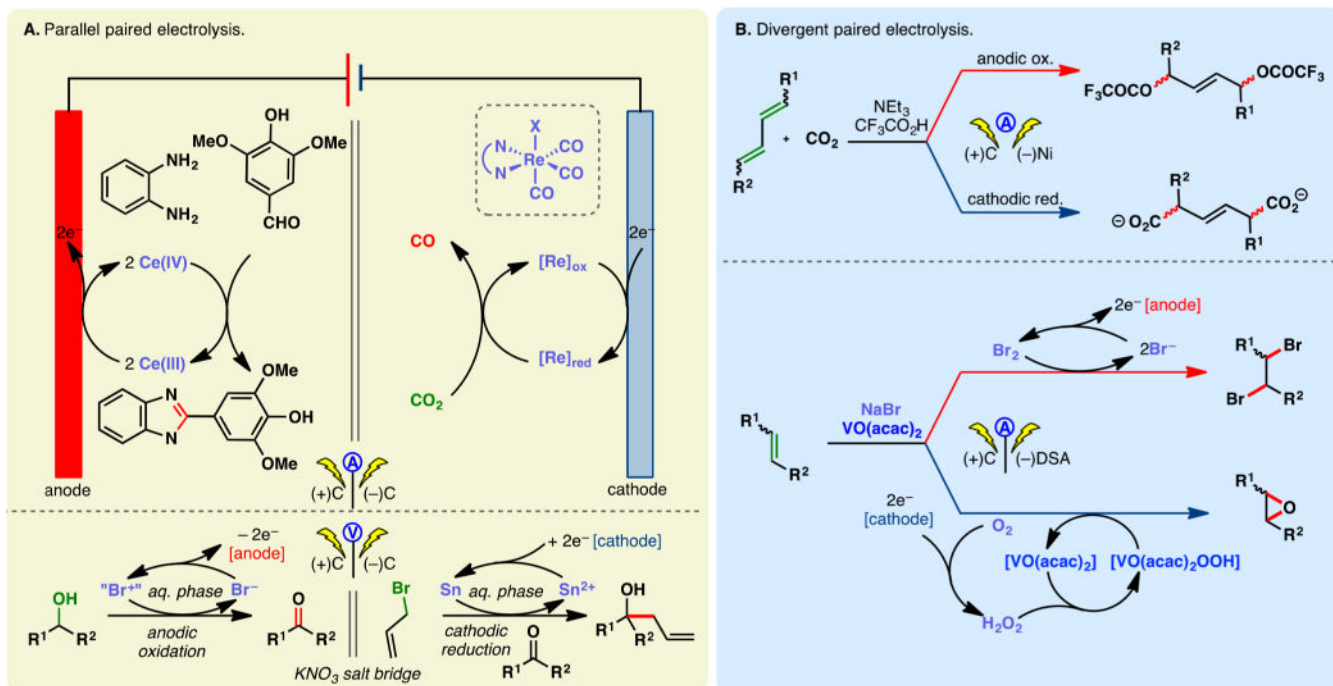 A. Parallel paired electrolysis.
NH2
NH2
OH
MeO
OMe
CHO
X
N
N
Re
CO
CO
CO
2e−
2e−
CO
2 Ce(IV)
[Re]ox
2 Ce(III)
[Re]red
CO2
N
N
OMe
OH
OMe
A
(+)C
(−)C
anode
cathode
V
(+)C
(−)C
− 2e−
[anode]
+ 2e− [cathode]
OH
R1
R2
"Br+"
aq. phase
Br−
anodic
oxidation
O
R1
R2
Br
KNO3 salt bridge
Sn
aq. phase
Sn2+
cathodic
reduction
O
R1
R2
OH
R1
R2
B. Divergent paired electrolysis.
R1
R2
+
CO2
NEt3
CF3CO2H
anodic ox.
A
(+)C
(−)Ni
cathodic red.
R2
F3COCO
OCOCF3
R1
R2
⊖O2C
CO2⊖
R1
2e− [anode]
Br2
2Br−
R1
Br
Br
R2
R1
R2
NaBr
VO(acac)2
A
(+)C
(−)DSA
2e−
[cathode]
O2
[VO(acac)2]
[VO(acac)2OOH]
H2O2
R1
O
R2